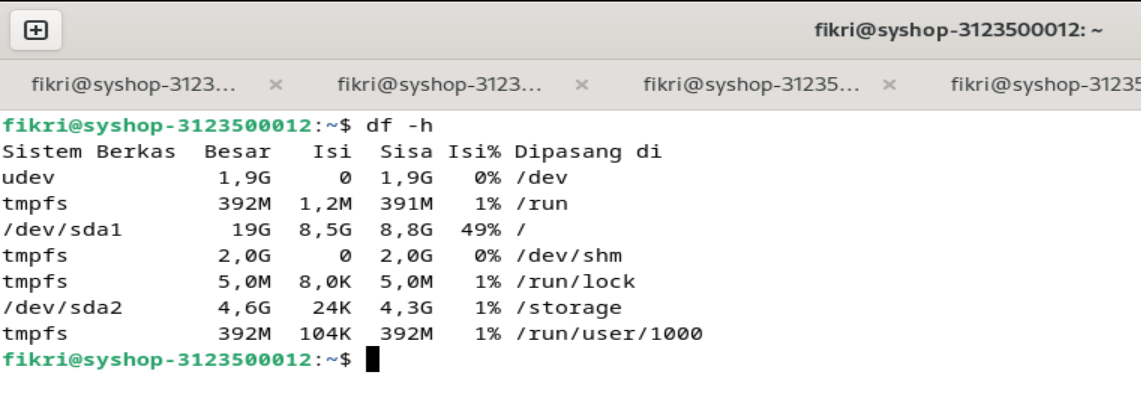 fikri@syshop-3123500012: ~
fikri@syshop-3123... × fikri@syshop-3123... × fikri@syshop-31235... × fikri@syshop-31235
fikri@syshop-3123500012:~$ df -h
Sistem Berkas Besar Isi Sisa Isi% Dipasang di
udev 1,9G 0 1,9G 0% /dev
tmpfs 392M 1,2M 391M 1% /run
/dev/sda1 19G 8,5G 8,8G 49% /
tmpfs 2,0G 0 2,0G 0% /dev/shm
tmpfs 5,0M 8,0K 5,0M 1% /run/lock
/dev/sda2 4,6G 24K 4,3G 1% /storage
tmpfs 392M 104K 392M 1% /run/user/1000
fikri@syshop-3123500012:~$